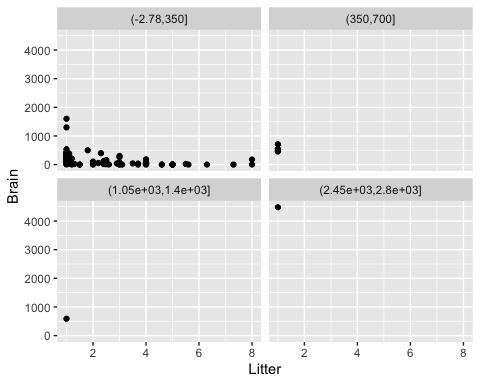 (-2.78,350]
(350,700]
4000
3000
2000
1000
0
Brain
(1.05e+03,1.4e+03]
(2.45e+03,2.8e+03]
4000
3000
2000
1000
0
2 4 6 8 2 4 6 8
Litter